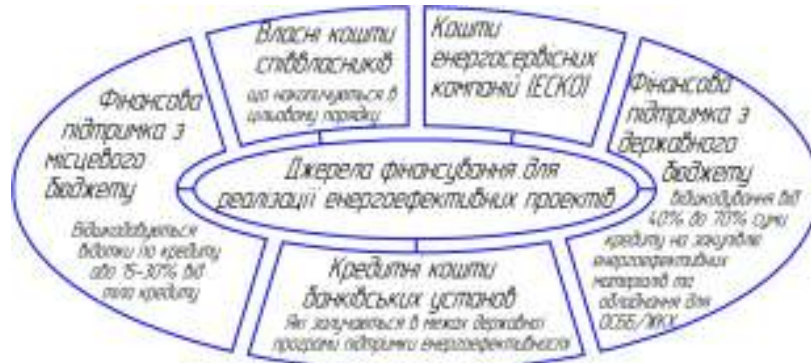 Власні кошти
співвласників
що накопичуються в
цільовому порядку
Кошти
енергосервісних
компаній (ЕСКО)
Фінансова
підтримка з
місцевого
бюджету
Відшкодовуються
відсотки по кредиту
або 15-30% від
тіла кредиту
Фінансова
підтримка з
державного
бюджету
Відшкодування від
40% до 70% суми
кредиту на закупівлю
енергоефективних
матеріалів та
обладнання для
ОСББ/ЖКХ
Джерела фінансування для
реалізації енергоефективних проектів
Кредитні кошти
банківських установ
Які залучаються в межах державної
програми підтримки енергоефективності